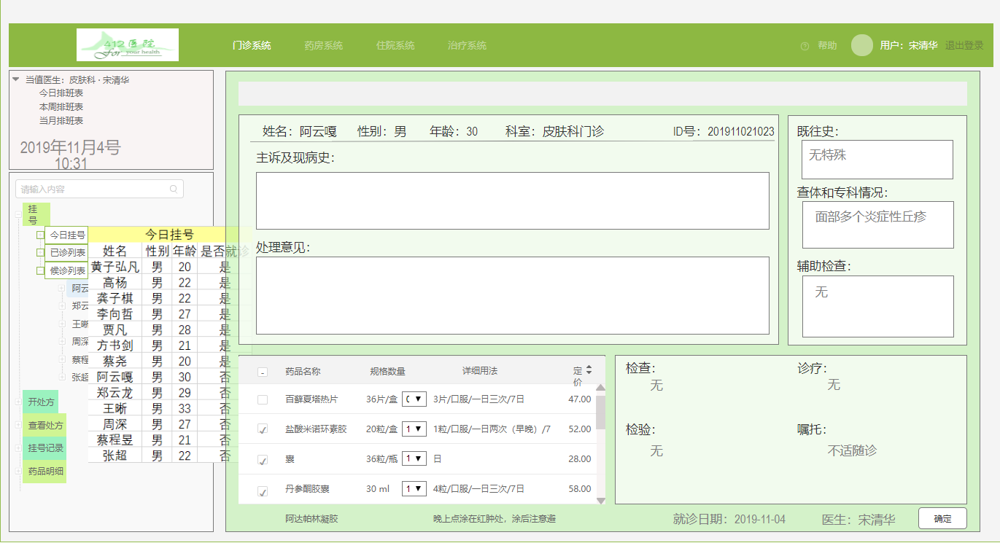 412医院
For your health
门诊系统 药房系统 住院系统 治疗系统
帮助 用户：宋清华 退出登录
当值医生：皮肤科 · 宋清华
今日排班表
本周排班表
当月排班表
2019年11月4号
10:31
请输入内容
挂号
今日挂号
已诊列表
候诊列表
阿云
郑云
王晰
周深
蔡程
张超
开处方
查看处方
挂号记录
药品明细
今日挂号
姓名 性别 年龄 是否就诊
黄子弘凡 男 20 是
高杨 男 22 是
龚子棋 男 22 是
李向哲 男 27 是
贾凡 男 28 是
方书剑 男 21 是
蔡尧 男 20 是
阿云嘎 男 30 否
郑云龙 男 29 否
王晰 男 33 否
周深 男 27 否
蔡程昱 男 21 否
张超 男 22 否
姓名：阿云嘎 性别：男 年龄：30 科室：皮肤科门诊 ID号：201911021023
主诉及现病史：
处理意见：
既往史：
无特殊
查体和专科情况：
面部多个炎症性丘疹
辅助检查：
无
药品名称 规格数量 详细用法 定价
百藓夏塔热片 36片/盒 0 3片/口服/一日三次/7日 47.00
盐酸米诺环素胶 20粒/盒 1 1粒/口服/一日两次（早晚）/7 52.00
囊 36粒/瓶 1 日 28.00
丹参酮胶囊 30 ml 1 4粒/口服/一日三次/7日 58.00
阿达帕林凝胶 晚上点涂在红肿处，涂后注意避
检查：
无
诊疗：
无
检验：
无
嘱托：
不适随诊
就诊日期：2019-11-04 医生：宋清华 确定